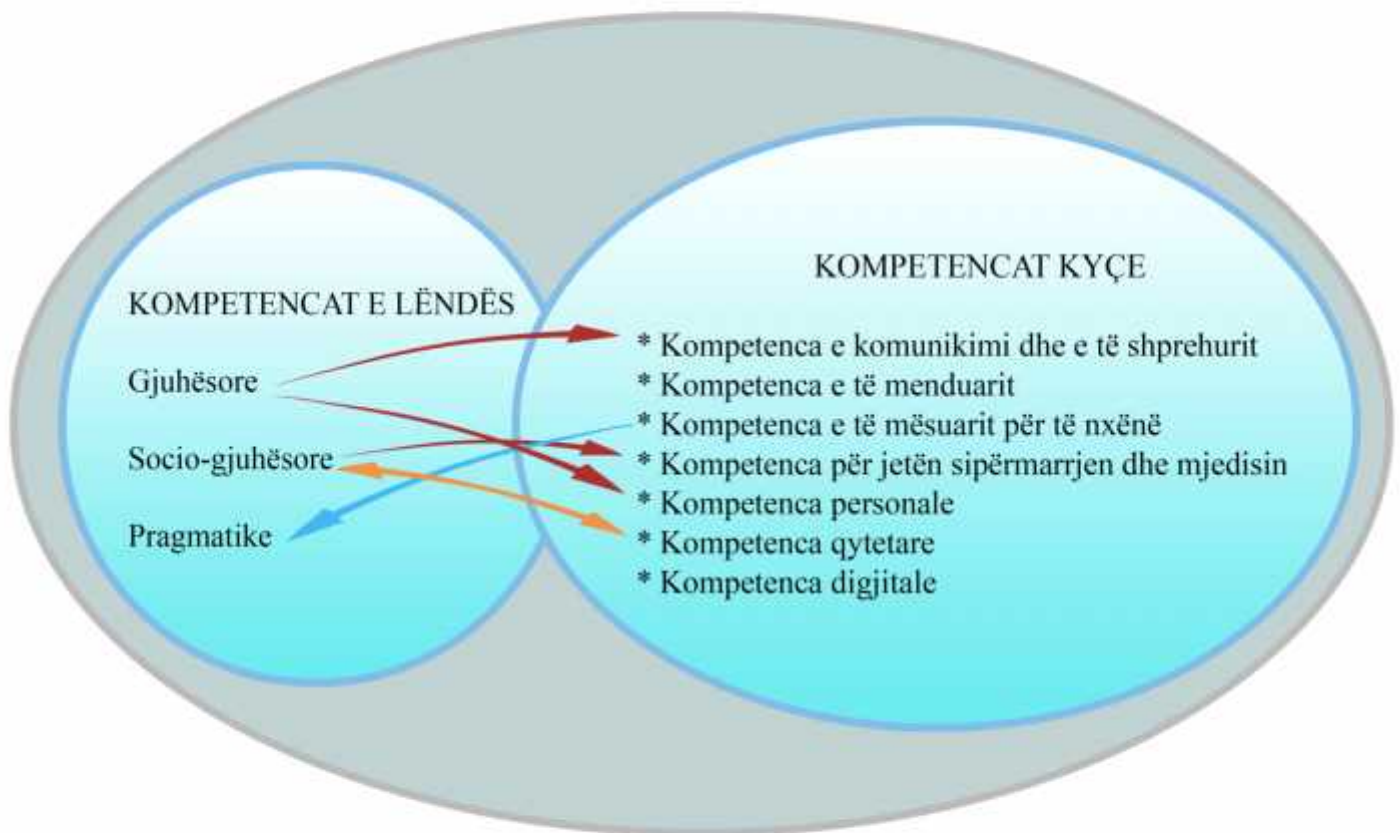 KOMPETENCAT E LËNDËS
Gjuhësore
Socio-gjuhësore
Pragmatike
KOMPETENCAT KYÇE
* Kompetenca e komunikimi dhe e të shprehurit
* Kompetenca e të menduarit
* Kompetenca e të mësuarit për të nxënë
* Kompetenca për jetën sipërmarrjen dhe mjedisin
* Kompetenca personale
* Kompetenca qytetare
* Kompetenca digjitale